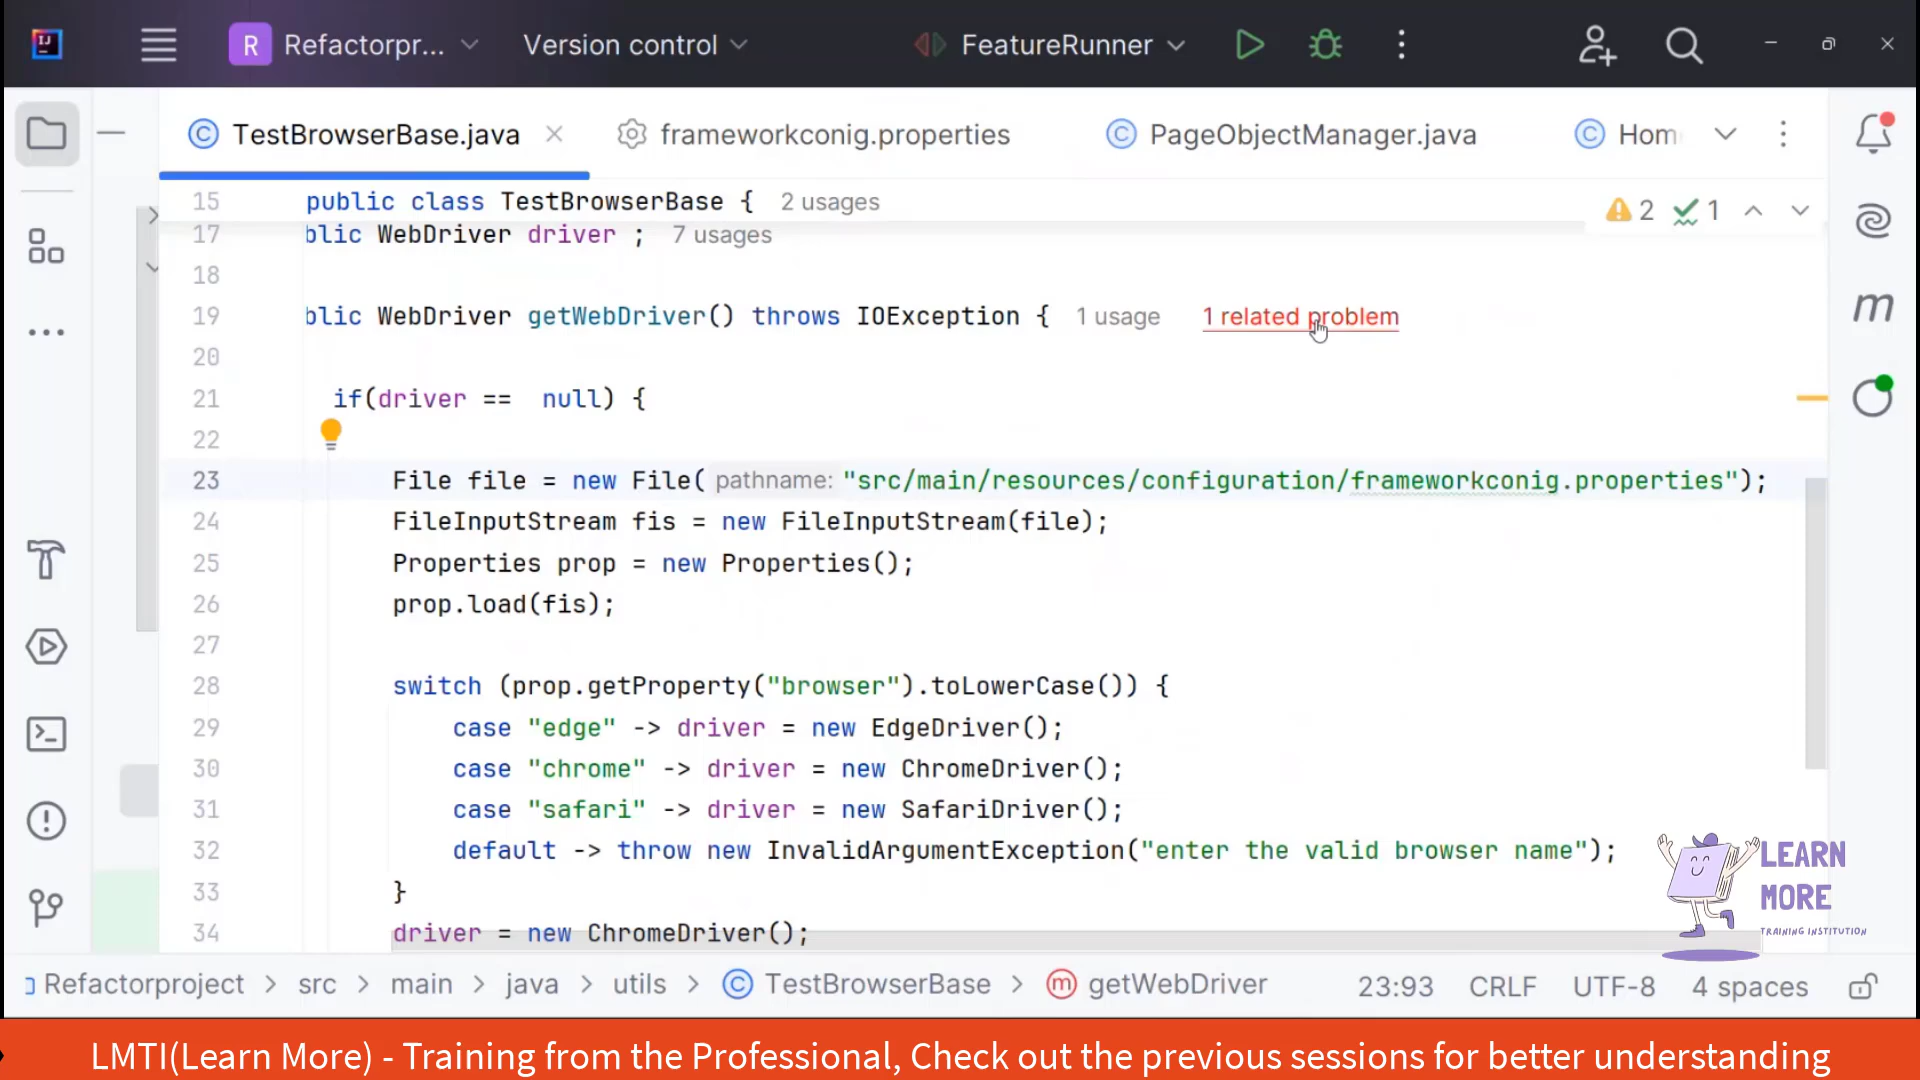 R Refactorpr... Version control FeatureRunner
TestBrowserBase.java frameworkconig.properties PageObjectManager.java Hom
15 public class TestBrowserBase { 2 usages
2 1
17 blic WebDriver driver ; 7 usages
18
19 blic WebDriver getWebDriver() throws IOException { 1 usage 1 related problem
20
21 if(driver == null) {
22
23 File file = new File( pathname: "src/main/resources/configuration/frameworkconig.properties");
24 FileInputStream fis = new FileInputStream(file);
25 Properties prop = new Properties();
26 prop.load(fis);
27
28 switch (prop.getProperty("browser").toLowerCase()) {
29 case "edge" -> driver = new EdgeDriver();
30 case "chrome" -> driver = new ChromeDriver();
31 case "safari" -> driver = new SafariDriver();
32 default -> throw new InvalidArgumentException("enter the valid browser name");
33 }
34 driver = new ChromeDriver();
LEARN
MORE
TRAINING INSTITUTION
Refactorproject > src > main > java > utils > TestBrowserBase > getWebDriver 23:93 CRLF UTF-8 4 spaces
LMTI(Learn More) - Training from the Professional, Check out the previous sessions for better understanding